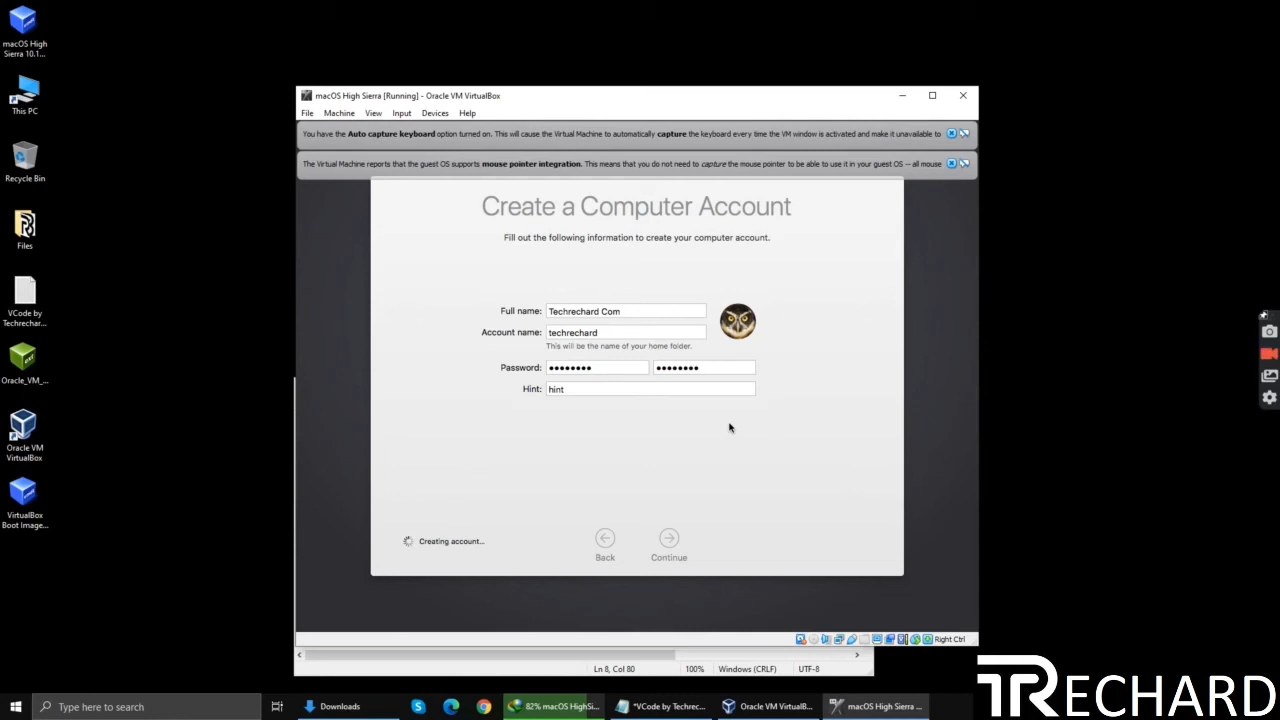 macOS High
Sierra 10.1...
This PC
Recycle Bin
Files
VCode by
Techrechar...
Oracle_VM_...
Oracle VM
VirtualBox
VirtualBox
Boot Image...
macOS High Sierra [Running] - Oracle VM VirtualBox
File Machine View Input Devices Help
You have the Auto capture keyboard option turned on. This will cause the Virtual Machine to automatically capture the keyboard every time the VM window is activated and make it unavailable to
The Virtual Machine reports that the guest OS supports mouse pointer integration. This means that you do not need to capture the mouse pointer to be able to use it in your guest OS -- all mouse
Create a Computer Account
Fill out the following information to create your computer account.
Full name: Techrechard Com
Account name: techrechard
This will be the name of your home folder.
Password: •••••••• ••••••••
Hint: hint
Creating account...
Back
Continue
Right Ctrl
Ln 8, Col 80 100% Windows (CRLF) UTF-8
Type here to search
Downloads
82% macOS HighSi...
*VCode by Techrec...
Oracle VM VirtualB...
macOS High Sierra ...
TRECHARD